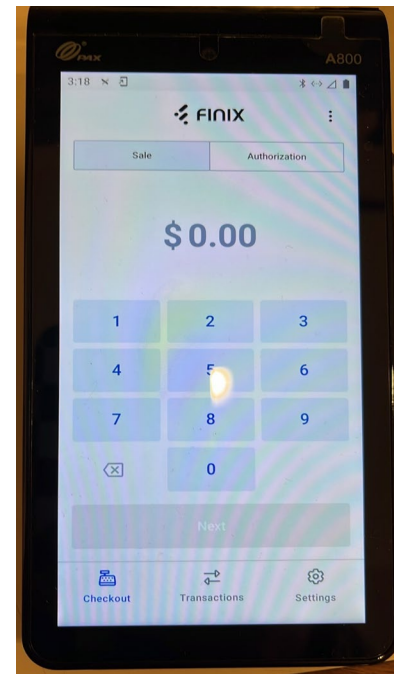 PAX
A800
3:18
FINIX
Sale Authorization
$0.00
1 2 3
4 5 6
7 8 9
0
Next
Checkout Transactions Settings